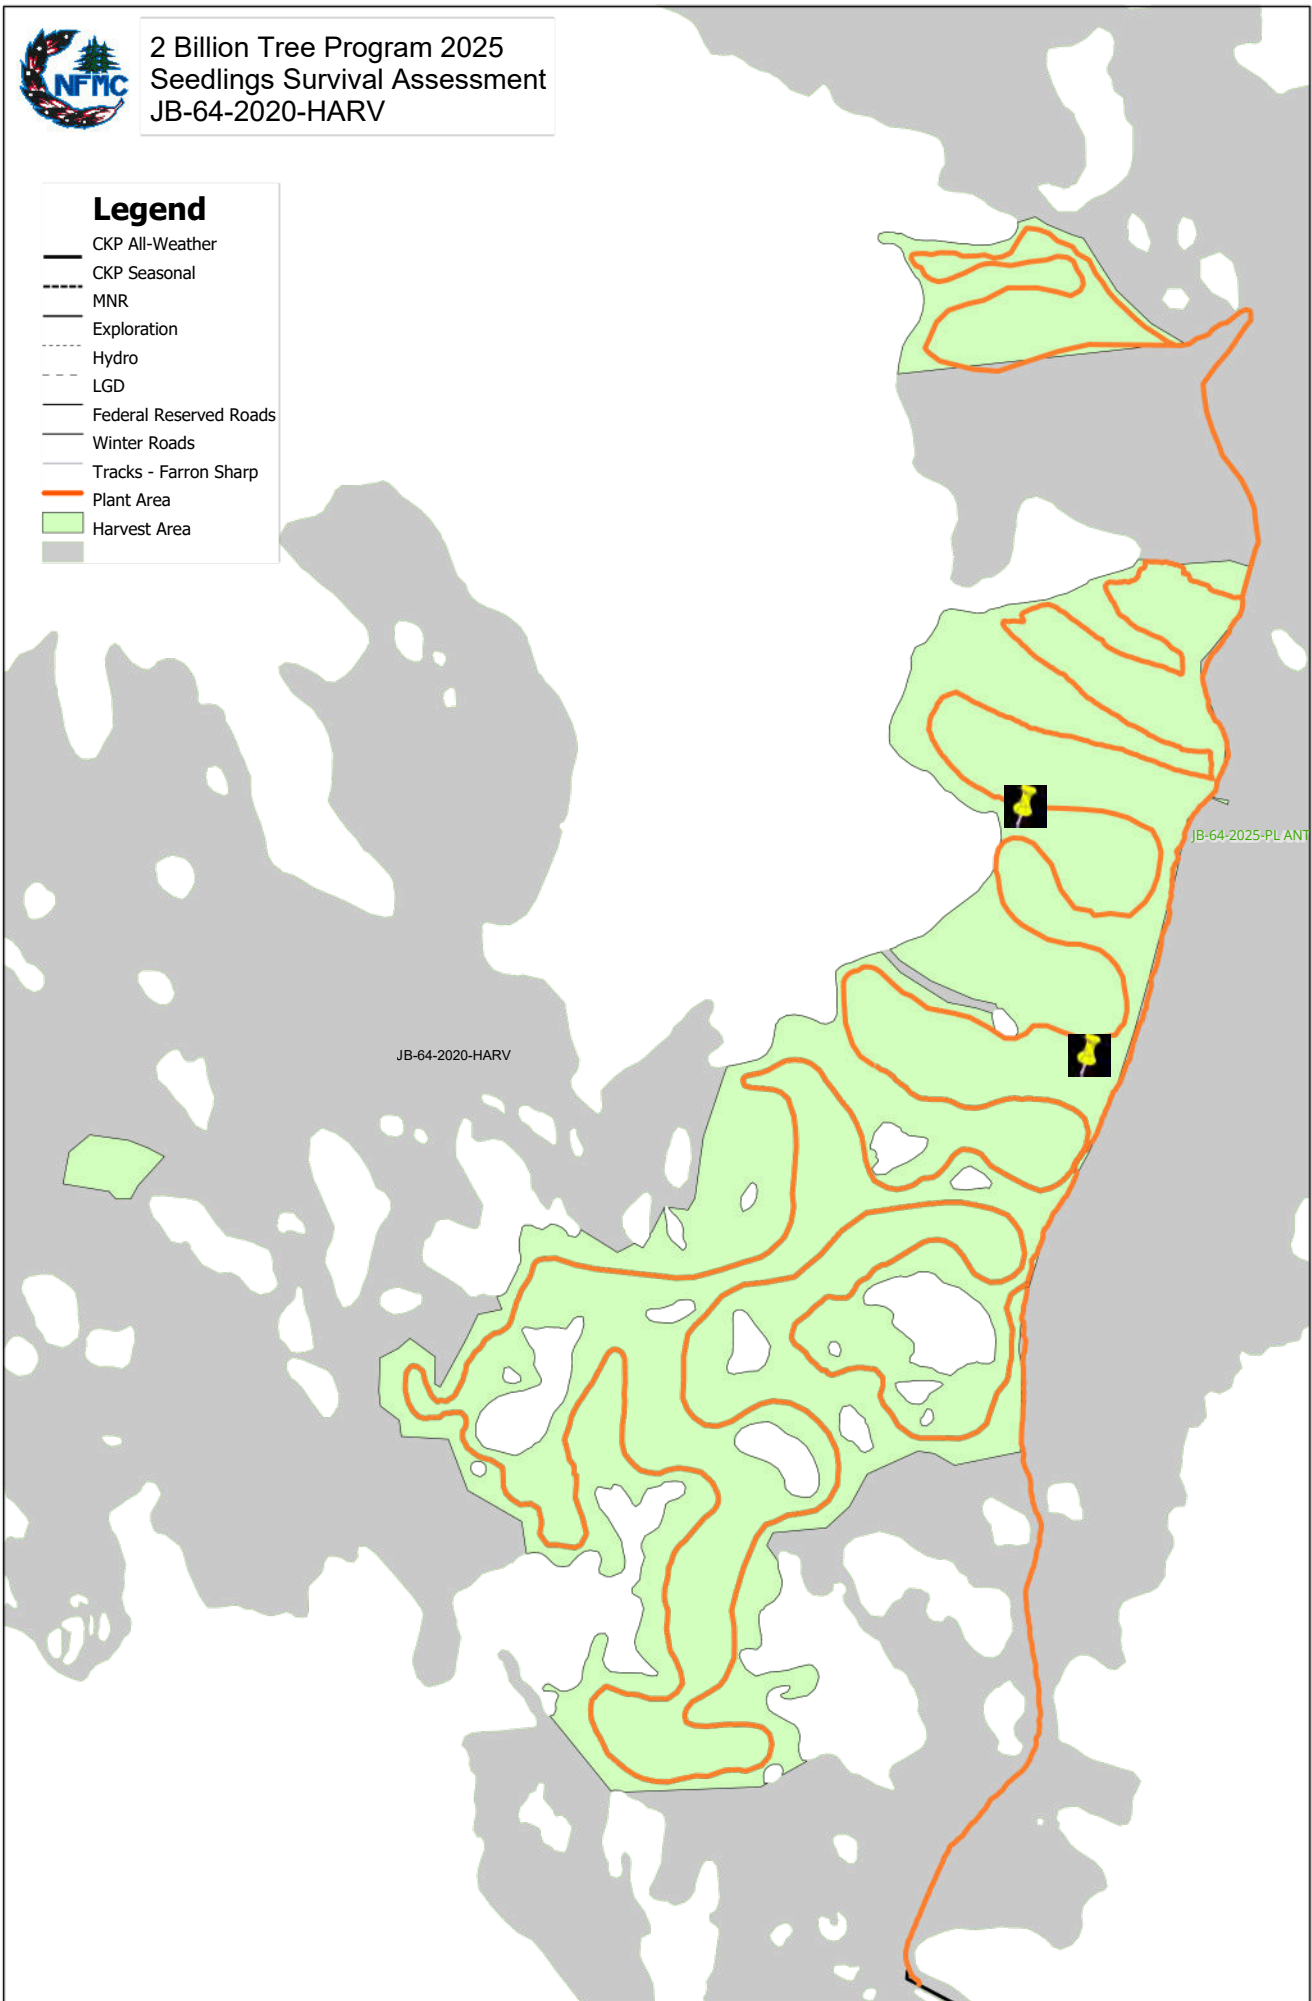 NFMC
2 Billion Tree Program 2025
Seedlings Survival Assessment
JB-64-2020-HARV
Legend
CKP All-Weather
CKP Seasonal
MNR
Exploration
Hydro
LGD
Federal Reserved Roads
Winter Roads
Tracks - Farron Sharp
Plant Area
Harvest Area
JB-64-2025-PL ANT
JB-64-2020-HARV